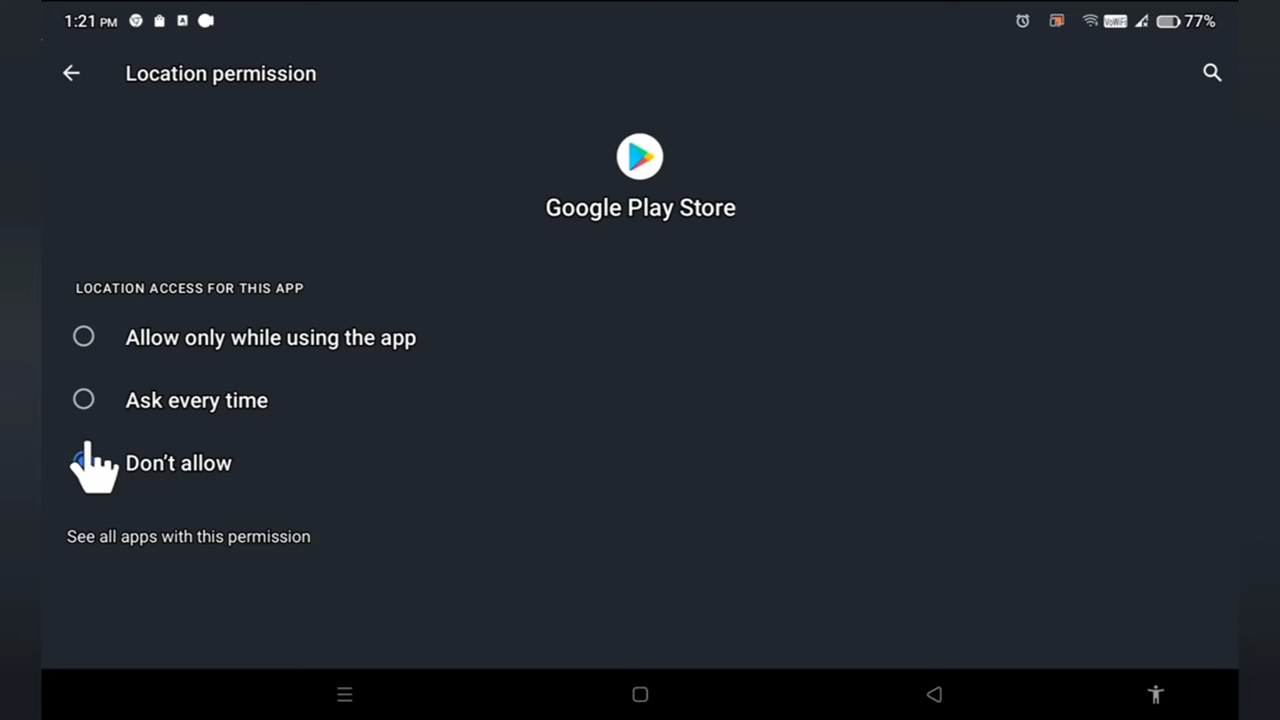 1:21 PM
VoWiFi
77%
Location permission
Google Play Store
LOCATION ACCESS FOR THIS APP
Allow only while using the app
Ask every time
Don't allow
See all apps with this permission